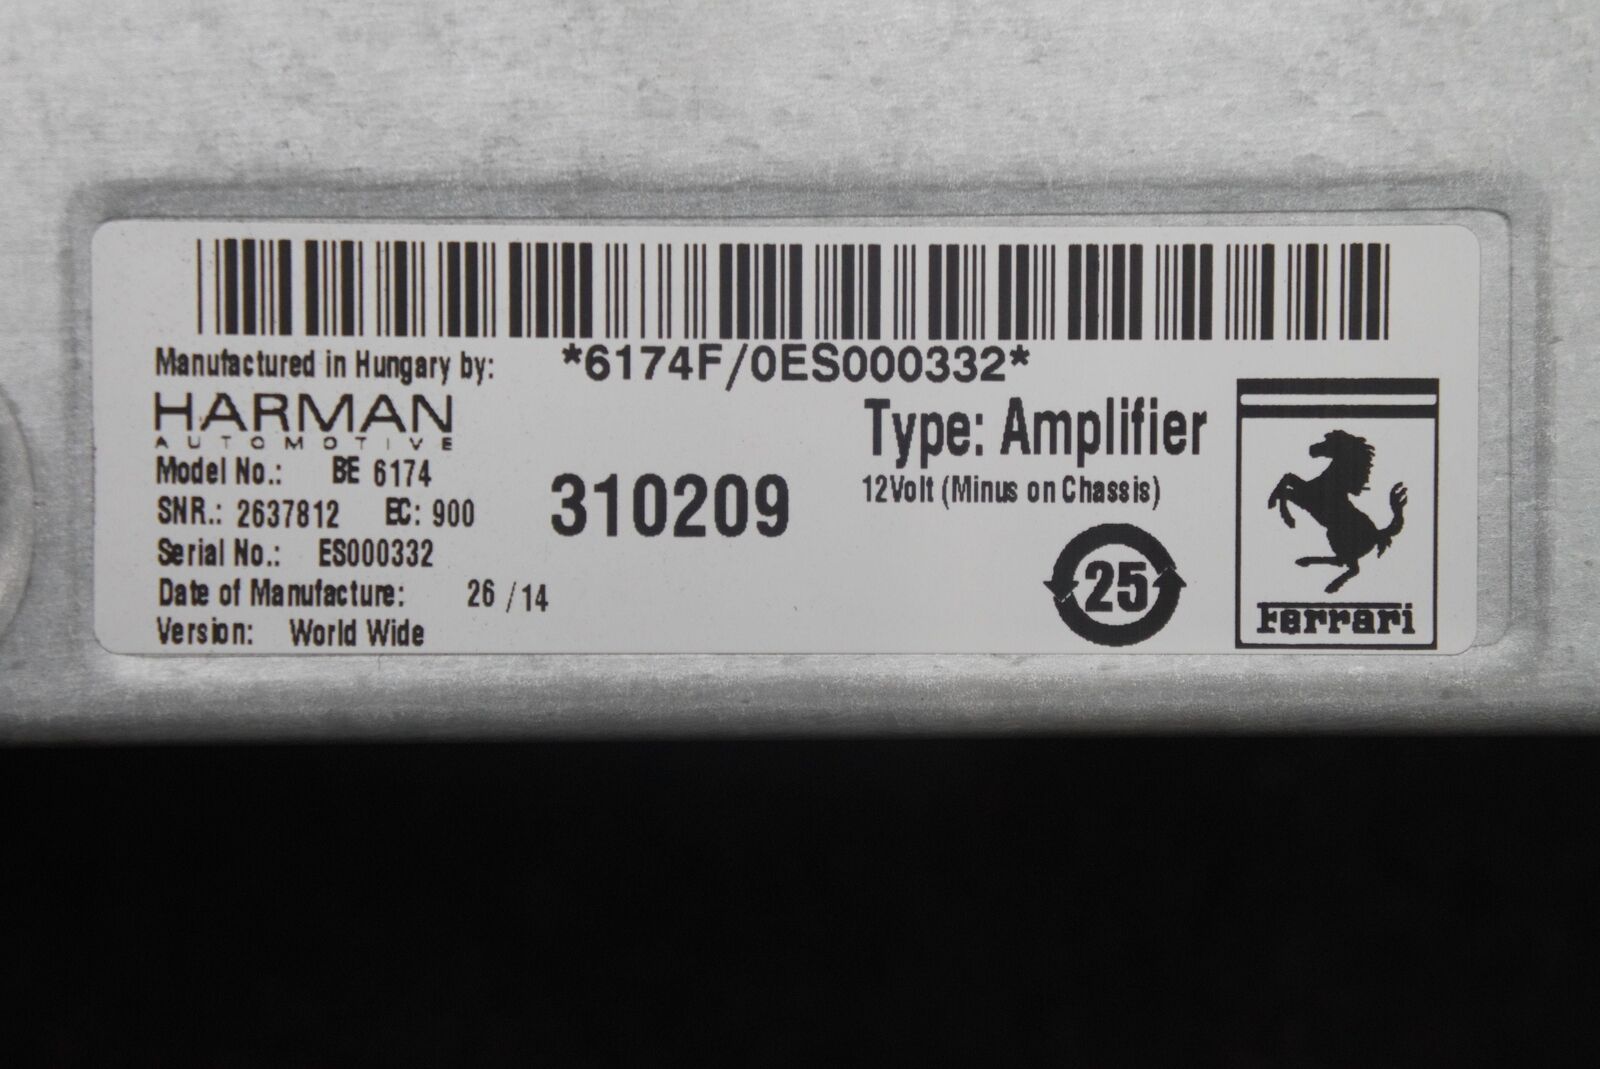 Manufactured in Hungary by: *6174F/0ES000332*
HARMAN
AUTOMOTIVE
Type: Amplifier
Model No.: BE 6174
12Volt (Minus on Chassis)
SNR.: 2637812 EC: 900
310209
Serial No.: ES000332
Date of Manufacture: 26 / 14
25
Version: World Wide
Ferrari